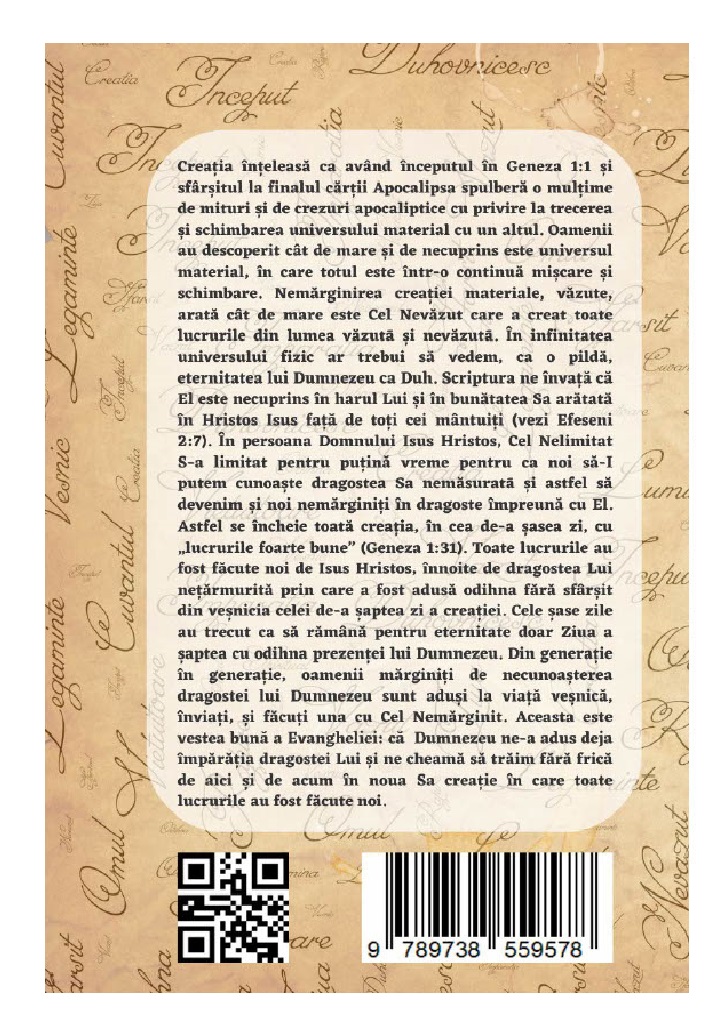 Duhovnicesc
Creatia
Inceput
Cuvantul
Creația înțeleasă ca având începutul în Geneza 1:1 și
sfârșitul la finalul cărții Apocalipsa spulberă o mulțime
de mituri și de crezuri apocaliptice cu privire la trecerea
și schimbarea universului material cu un altul. Oamenii
au descoperit cât de mare și de necuprins este universul
material, în care totul este într-o continuă mișcare și
schimbare. Nemărginirea creației materiale, văzute,
arată cât de mare este Cel Nevăzut care a creat toate
lucrurile din lumea văzută și nevăzută. În infinitatea
universului fizic ar trebui să vedem, ca o pildă,
eternitatea lui Dumnezeu ca Duh. Scriptura ne învață că
El este necuprins în harul Lui și în bunătatea Sa arătată
în Hristos Isus față de toți cei mântuiți (vezi Efeseni
2:7). În persoana Domnului Isus Hristos, Cel Nelimitat
S-a limitat pentru puțină vreme pentru ca noi să-I
putem cunoaște dragostea Sa nemăsurată și astfel să
devenim și noi nemărginiți în dragoste împreună cu El.
Astfel se încheie toată creația, în cea de-a șasea zi, cu
„lucrurile foarte bune” (Geneza 1:31). Toate lucrurile au
fost făcute noi de Isus Hristos, înnoite de dragostea Lui
nețărmurită prin care a fost adusă odihna fără sfârșit
din veșnicia celei de-a șaptea zi a creației. Cele șase zile
au trecut ca să rămână pentru eternitate doar Ziua a
șaptea cu odihna prezenței lui Dumnezeu. Din generație
în generație, oamenii mărginiți de necunoașterea
dragostei lui Dumnezeu sunt aduși la viață veșnică,
înviați, și făcuți una cu Cel Nemărginit. Aceasta este
vestea bună a Evangheliei: că Dumnezeu ne-a adus deja
împărăția dragostei Lui și ne cheamă să trăim fără frică
de aici și de acum în noua Sa creație în care toate
lucrurile au fost făcute noi.
Legaminte
Inceput
Vesnic
Creatia
Cuvantul
Legaminte
Omul
Nevazut
9 789738 559578